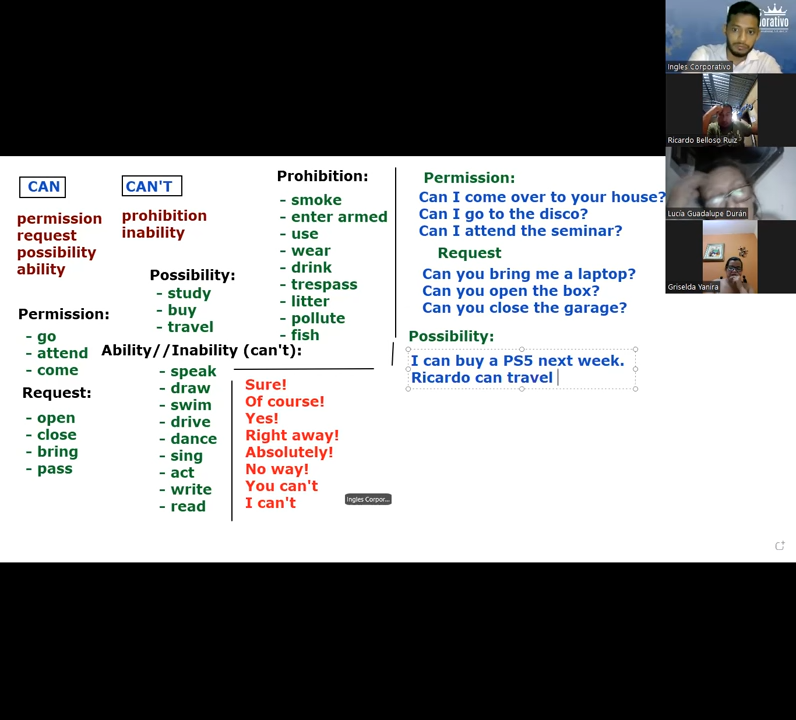 CAN
permission
request
possibility
ability
CAN'T
prohibition
inability
Permission:
- go
- attend
- come
Request:
- open
- close
- bring
- pass
Possibility:
- study
- buy
- travel
Ability//Inability (can't):
- speak
- draw
- swim
- drive
- dance
- sing
- act
- write
- read
Prohibition:
- smoke
- enter armed
- use
- wear
- drink
- trespass
- litter
- pollute
- fish
Sure!
Of course!
Yes!
Right away!
Absolutely!
No way!
You can't
I can't
Ingles Corpor...
Permission:
Can I come over to your house?
Can I go to the disco?
Can I attend the seminar?
Request
Can you bring me a laptop?
Can you open the box?
Can you close the garage?
Possibility:
I can buy a PS5 next week.
Ricardo can travel
Ingles Corporativo
Ricardo Belloso Ruiz
Lucía Guadalupe Durán
Griselda Yanira